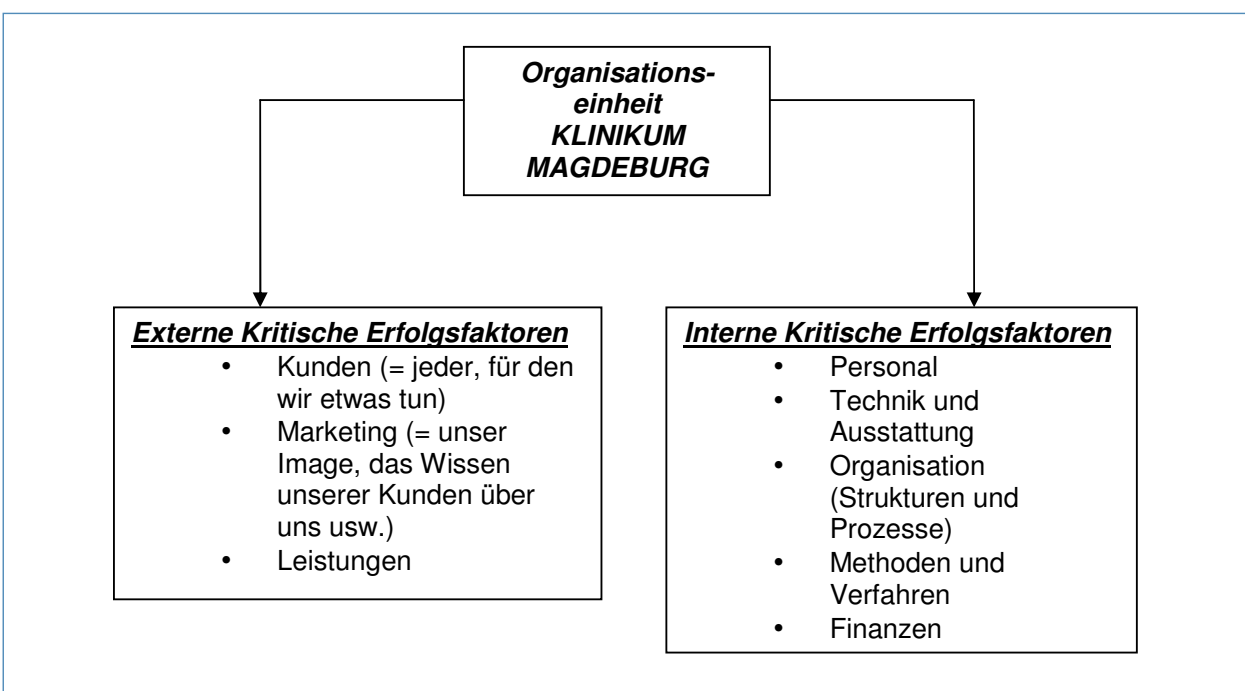 Organisations-
einheit
KLINIKUM
MAGDEBURG
Externe Kritische Erfolgsfaktoren
• Kunden (= jeder, für den
wir etwas tun)
• Marketing (= unser
Image, das Wissen
unserer Kunden über
uns usw.)
• Leistungen
Interne Kritische Erfolgsfaktoren
• Personal
• Technik und
Ausstattung
• Organisation
(Strukturen und
Prozesse)
• Methoden und
Verfahren
• Finanzen